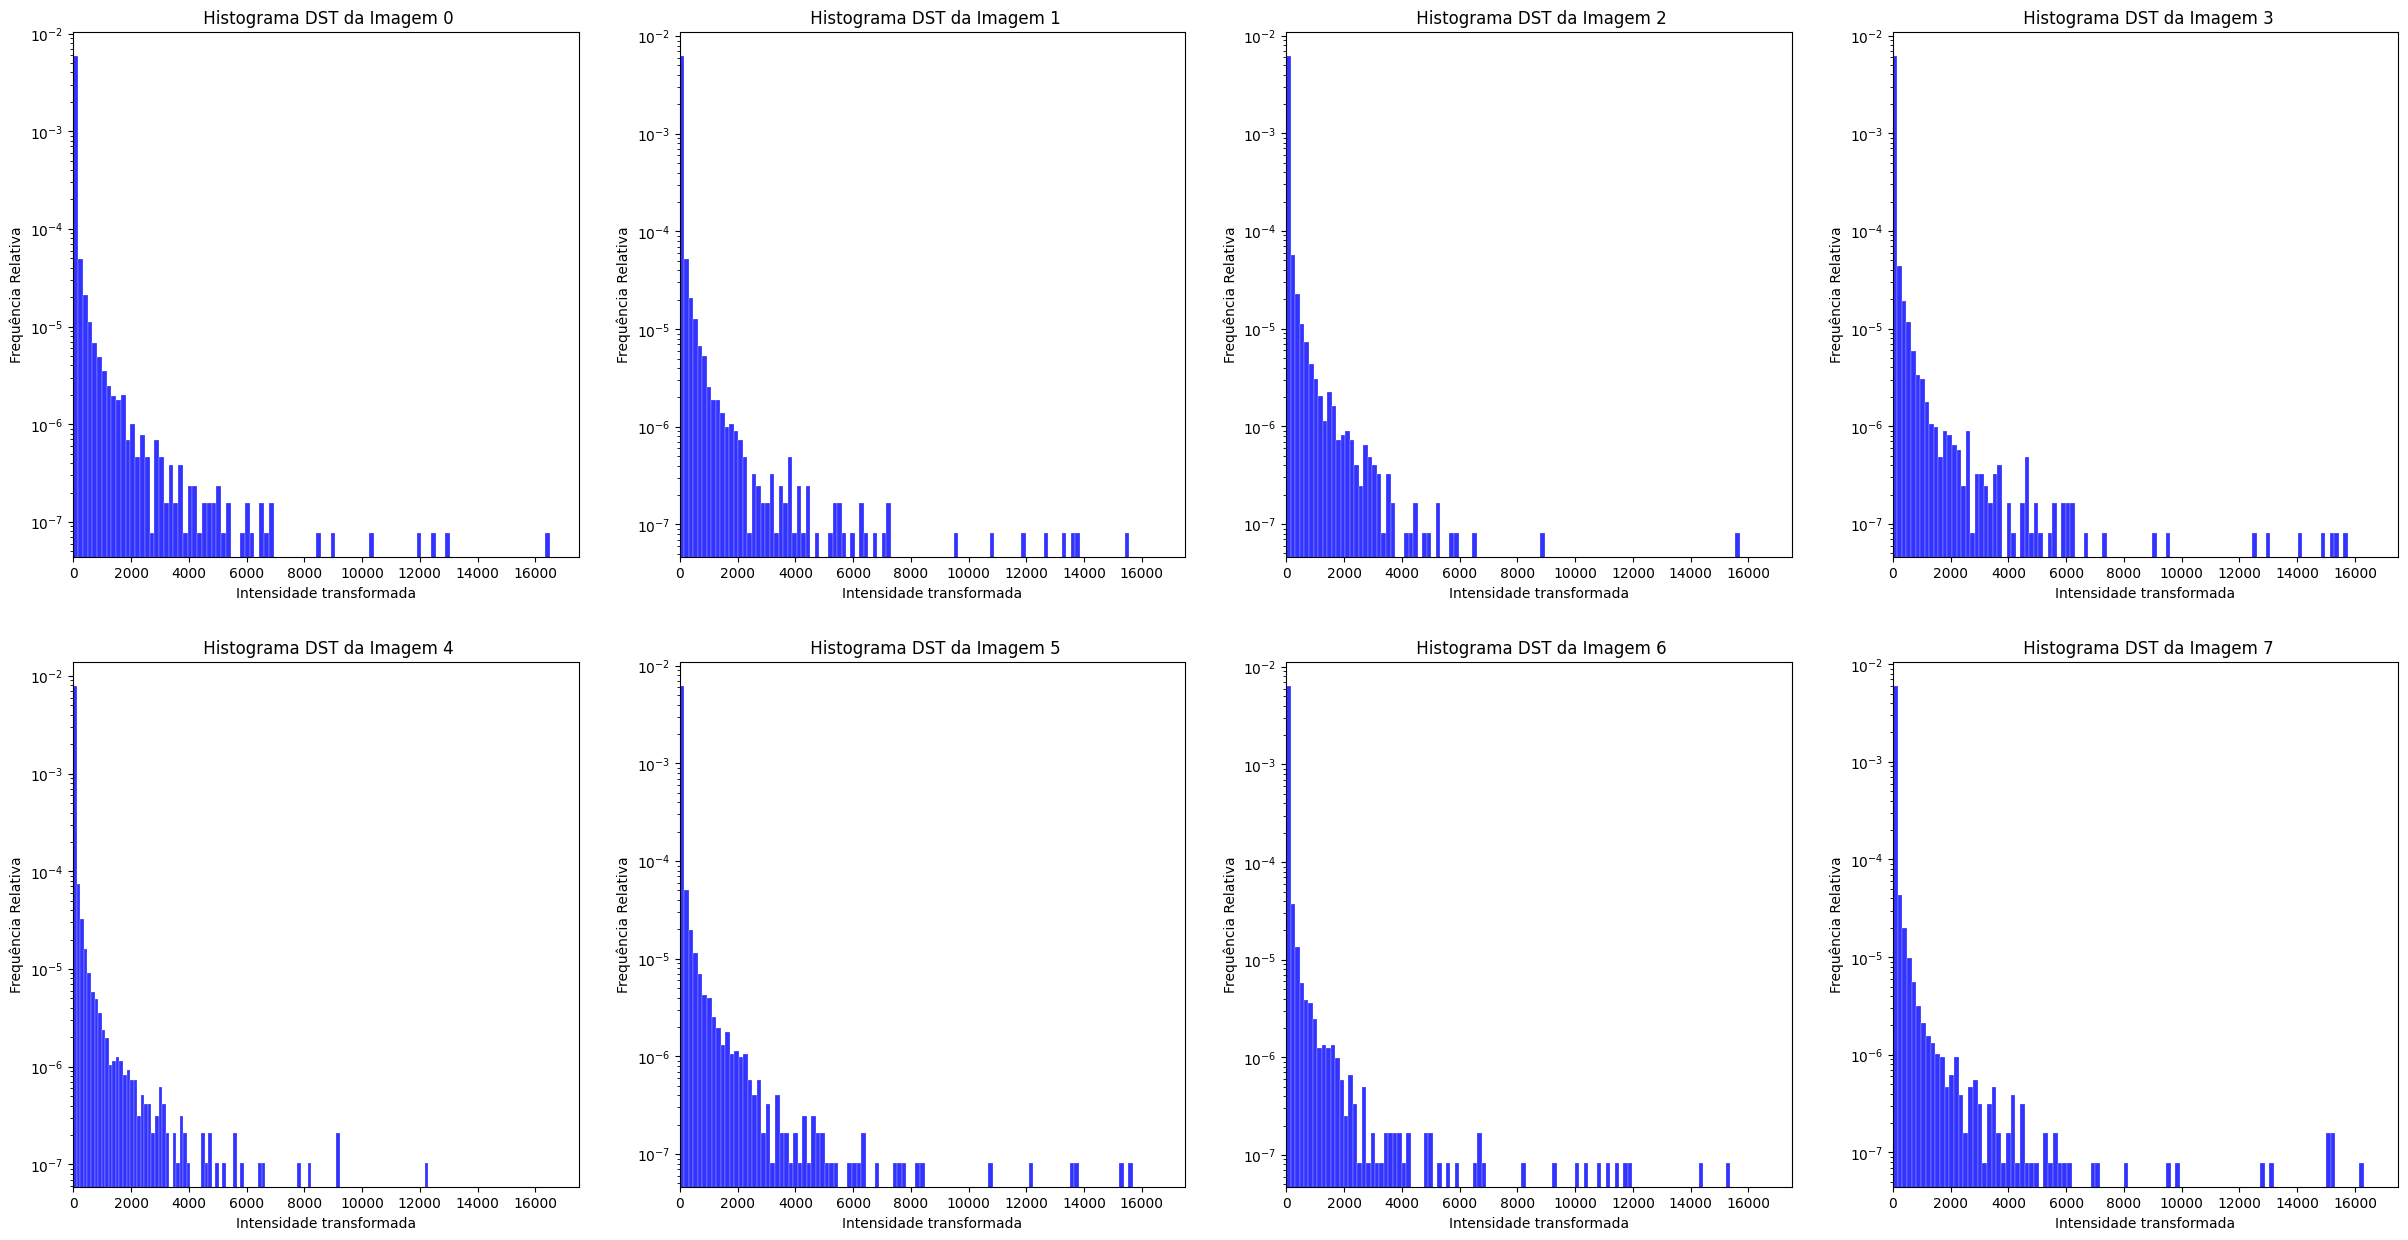 Histograma DST da Imagem 0
10⁻²
10⁻³
10⁻⁴
10⁻⁵
10⁻⁶
10⁻⁷
Frequência Relativa
0 2000 4000 6000 8000 10000 12000 14000 16000
Intensidade transformada
Histograma DST da Imagem 1
10⁻²
10⁻³
10⁻⁴
10⁻⁵
10⁻⁶
10⁻⁷
Frequência Relativa
0 2000 4000 6000 8000 10000 12000 14000 16000
Intensidade transformada
Histograma DST da Imagem 2
10⁻²
10⁻³
10⁻⁴
10⁻⁵
10⁻⁶
10⁻⁷
Frequência Relativa
0 2000 4000 6000 8000 10000 12000 14000 16000
Intensidade transformada
Histograma DST da Imagem 3
10⁻²
10⁻³
10⁻⁴
10⁻⁵
10⁻⁶
10⁻⁷
Frequência Relativa
0 2000 4000 6000 8000 10000 12000 14000 16000
Intensidade transformada
Histograma DST da Imagem 4
10⁻²
10⁻³
10⁻⁴
10⁻⁵
10⁻⁶
10⁻⁷
Frequência Relativa
0 2000 4000 6000 8000 10000 12000 14000 16000
Intensidade transformada
Histograma DST da Imagem 5
10⁻²
10⁻³
10⁻⁴
10⁻⁵
10⁻⁶
10⁻⁷
Frequência Relativa
0 2000 4000 6000 8000 10000 12000 14000 16000
Intensidade transformada
Histograma DST da Imagem 6
10⁻²
10⁻³
10⁻⁴
10⁻⁵
10⁻⁶
10⁻⁷
Frequência Relativa
0 2000 4000 6000 8000 10000 12000 14000 16000
Intensidade transformada
Histograma DST da Imagem 7
10⁻²
10⁻³
10⁻⁴
10⁻⁵
10⁻⁶
10⁻⁷
Frequência Relativa
0 2000 4000 6000 8000 10000 12000 14000 16000
Intensidade transformada